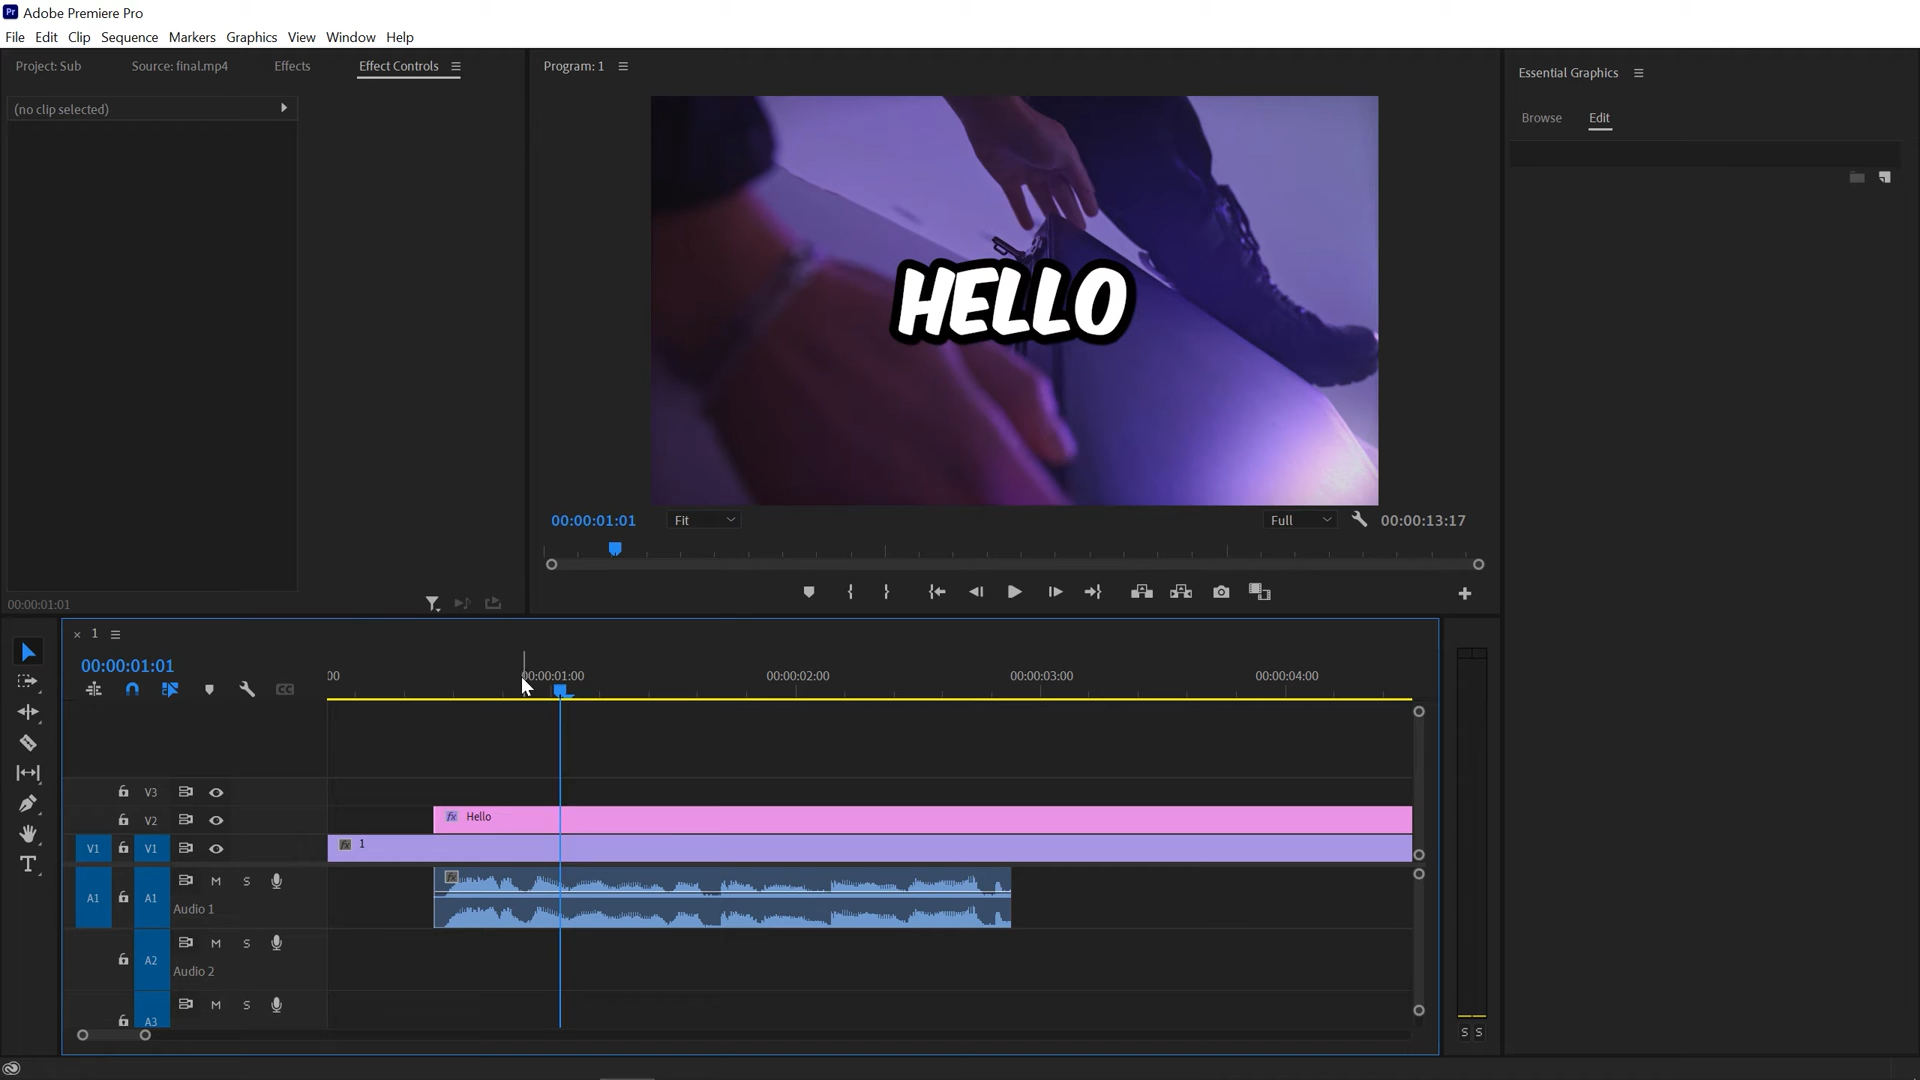 Pr Adobe Premiere Pro
File Edit Clip Sequence Markers Graphics View Window Help
Project: Sub Source: final.mp4 Effects Effect Controls
Program: 1
Essential Graphics
Browse Edit
(no clip selected)
HELLO
00:00:01:01 Fit Full 00:00:13:17
00:00:01:01
× 1
00:00:01:01
00 00:00:01:00 00:00:02:00 00:00:03:00 00:00:04:00
V3
V2
fx Hello
V1 V1
fx 1
A1 A1 M S
fx
Audio 1
A2 M S
Audio 2
A3 M S
S S